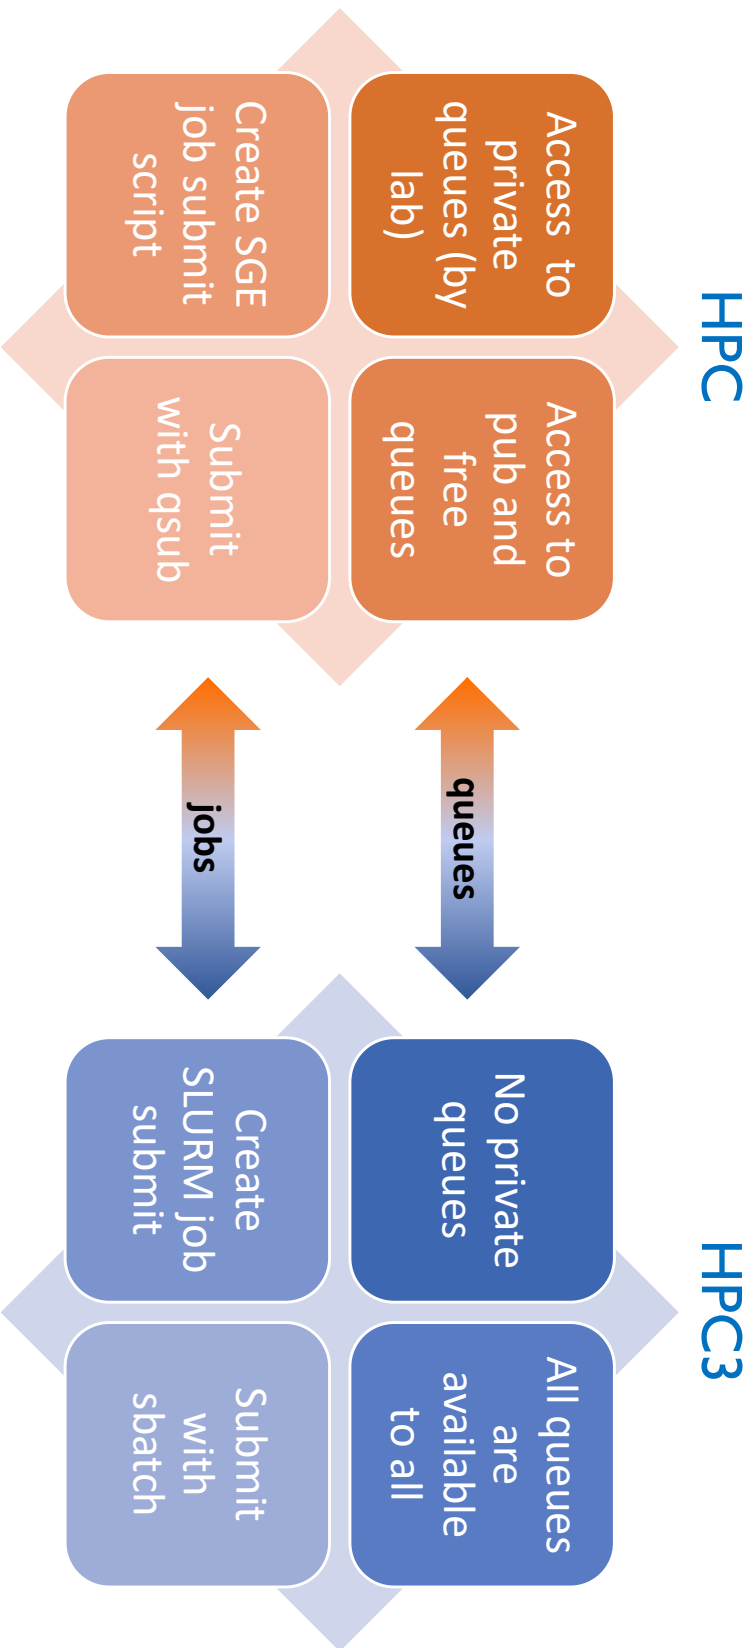 HPC
HPC3
Access to
private
queues (by
lab)
Access to
pub and
free
queues
Create SGE
job submit
script
Submit
with qsub
queues
jobs
No private
queues
All queues
are
available
to all
Create
SLURM job
submit
Submit
with
sbatch